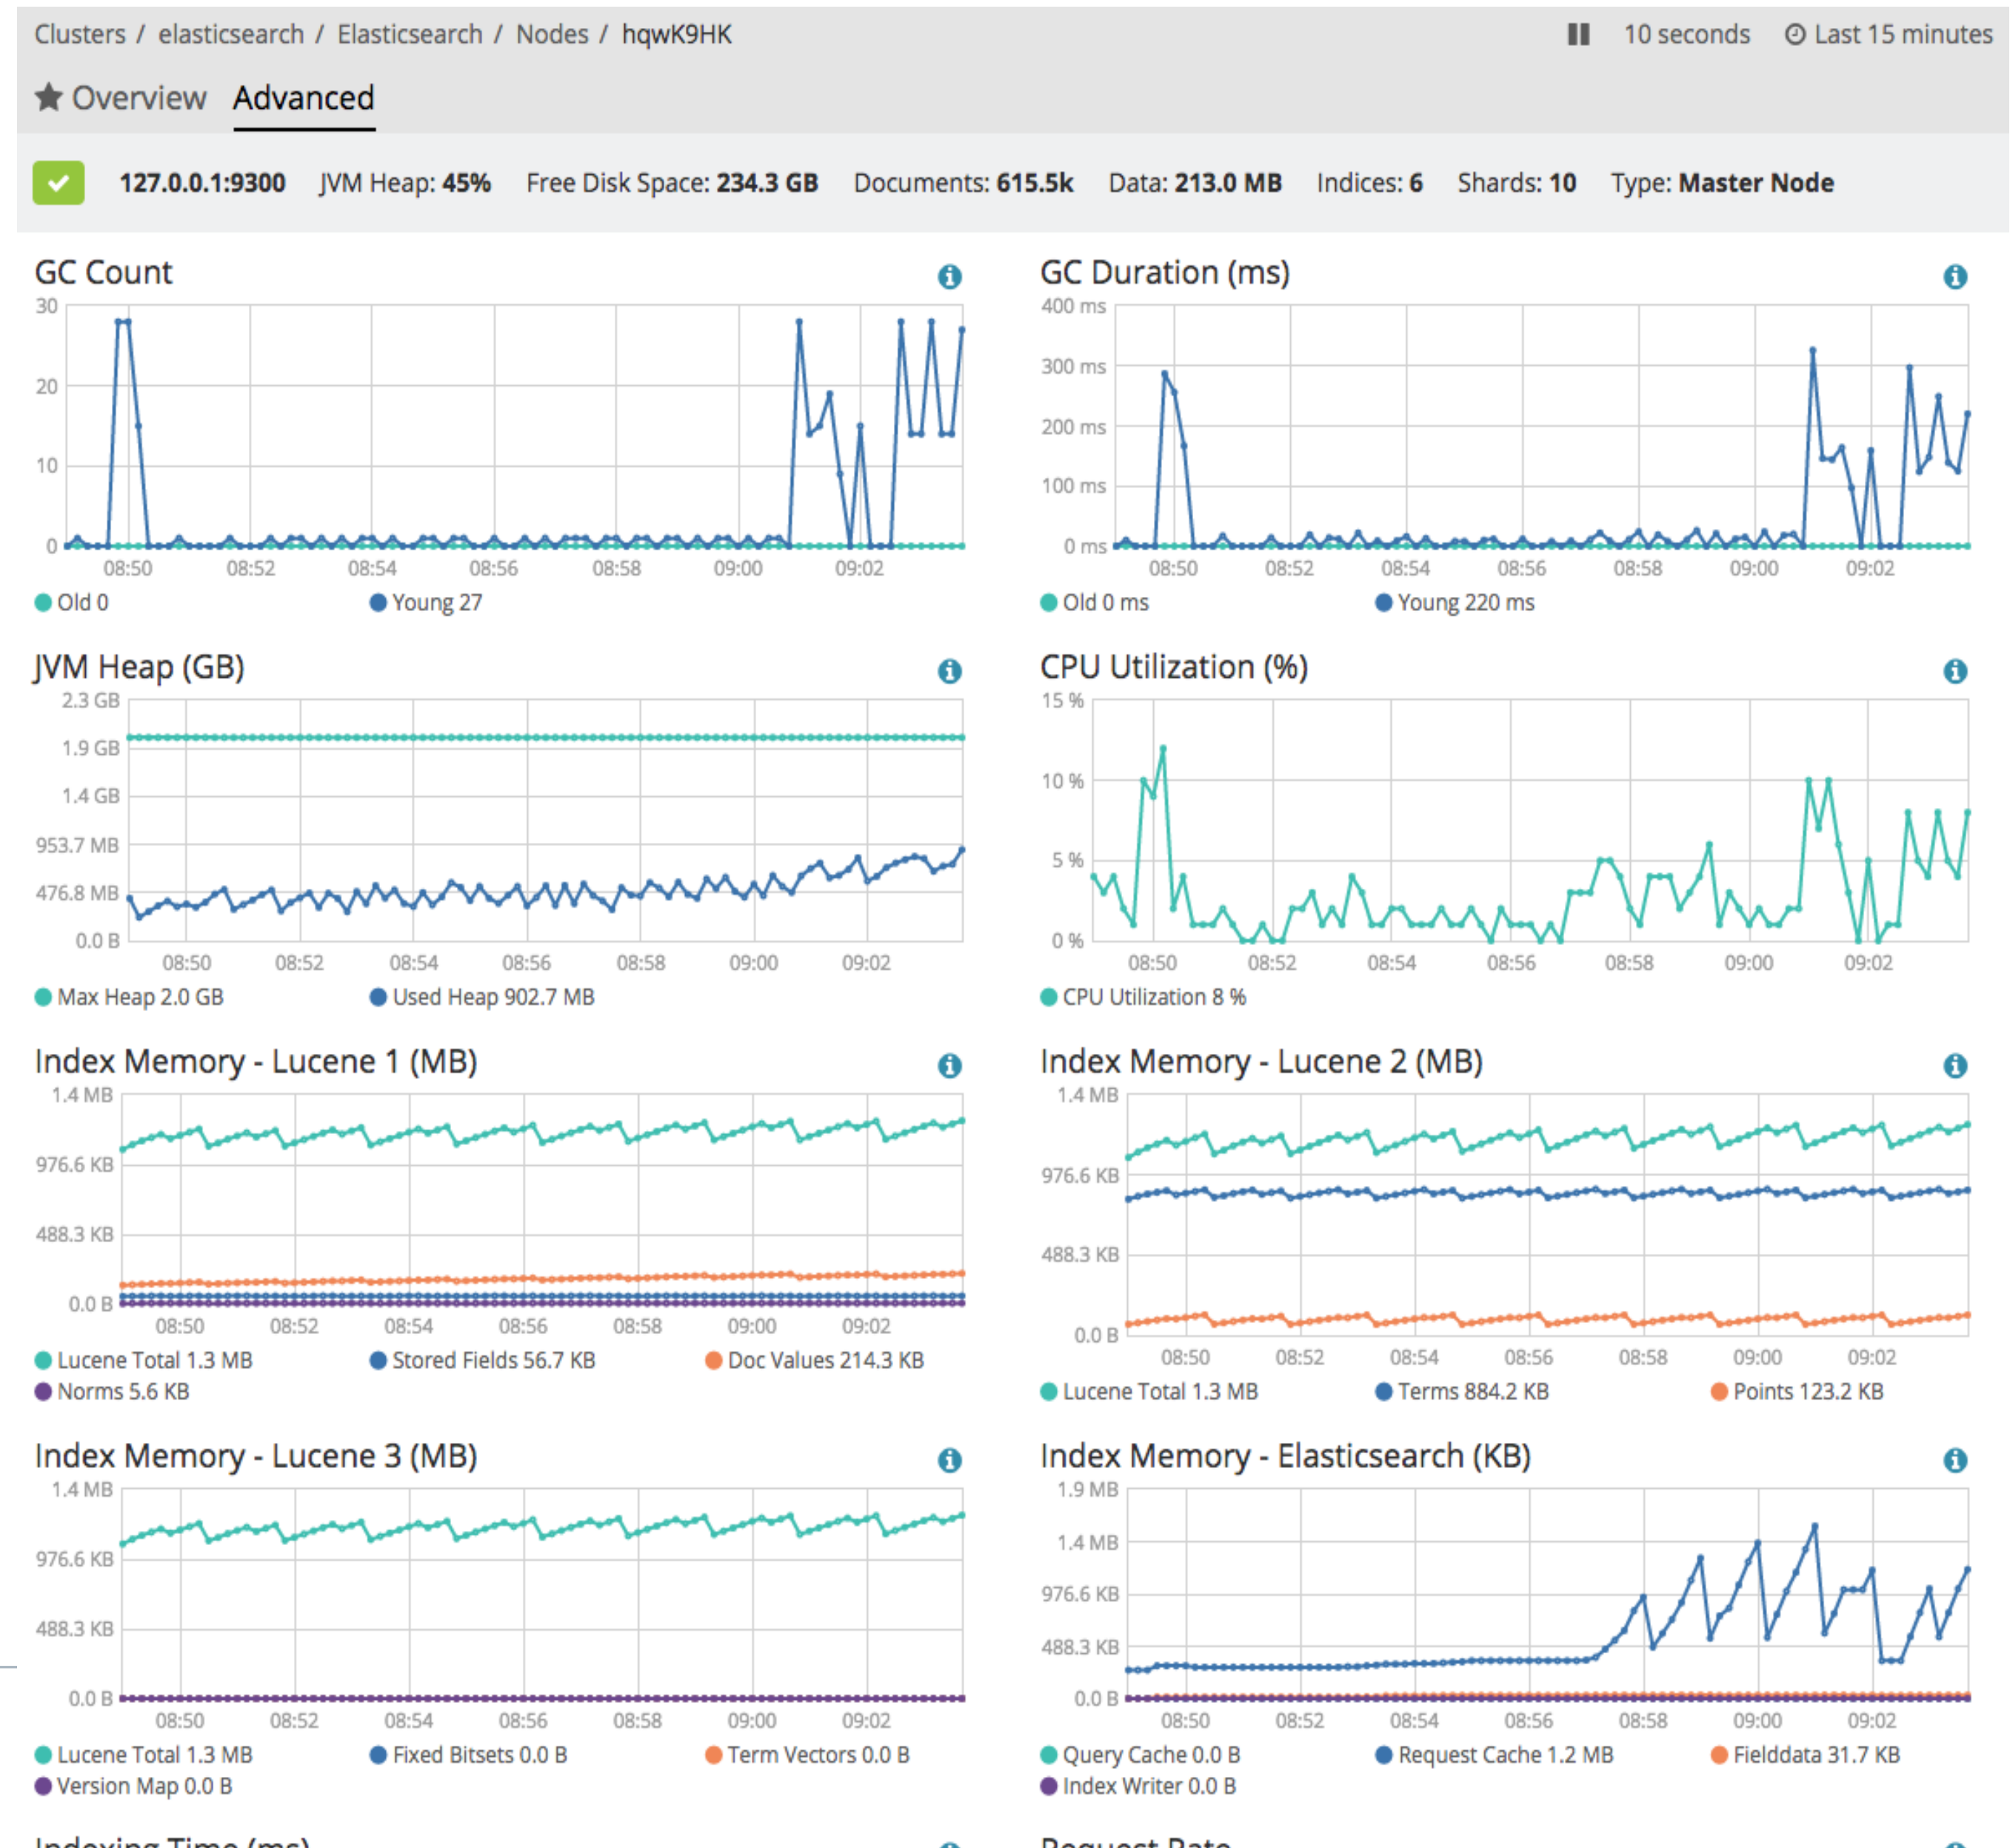 Clusters / elasticsearch / Elasticsearch / Nodes / hqwK9HK
10 seconds Last 15 minutes
Overview Advanced
127.0.0.1:9300 JVM Heap: 45% Free Disk Space: 234.3 GB Documents: 615.5k Data: 213.0 MB Indices: 6 Shards: 10 Type: Master Node
GC Count
30
20
10
0
08:50 08:52 08:54 08:56 08:58 09:00 09:02
Old 0 Young 27
GC Duration (ms)
400 ms
300 ms
200 ms
100 ms
0 ms
08:50 08:52 08:54 08:56 08:58 09:00 09:02
Old 0 ms Young 220 ms
JVM Heap (GB)
2.3 GB
1.9 GB
1.4 GB
953.7 MB
476.8 MB
0.0 B
08:50 08:52 08:54 08:56 08:58 09:00 09:02
Max Heap 2.0 GB Used Heap 902.7 MB
CPU Utilization (%)
15 %
10 %
5 %
0 %
08:50 08:52 08:54 08:56 08:58 09:00 09:02
CPU Utilization 8 %
Index Memory - Lucene 1 (MB)
1.4 MB
976.6 KB
488.3 KB
0.0 B
08:50 08:52 08:54 08:56 08:58 09:00 09:02
Lucene Total 1.3 MB Stored Fields 56.7 KB Doc Values 214.3 KB
Norms 5.6 KB
Index Memory - Lucene 2 (MB)
1.4 MB
976.6 KB
488.3 KB
0.0 B
08:50 08:52 08:54 08:56 08:58 09:00 09:02
Lucene Total 1.3 MB Terms 884.2 KB Points 123.2 KB
Index Memory - Lucene 3 (MB)
1.4 MB
976.6 KB
488.3 KB
0.0 B
08:50 08:52 08:54 08:56 08:58 09:00 09:02
Lucene Total 1.3 MB Fixed Bitsets 0.0 B Term Vectors 0.0 B
Version Map 0.0 B
Index Memory - Elasticsearch (KB)
1.9 MB
1.4 MB
976.6 KB
488.3 KB
0.0 B
08:50 08:52 08:54 08:56 08:58 09:00 09:02
Query Cache 0.0 B Request Cache 1.2 MB Fielddata 31.7 KB
Index Writer 0.0 B
Indexing Time (ms)
Request Rate